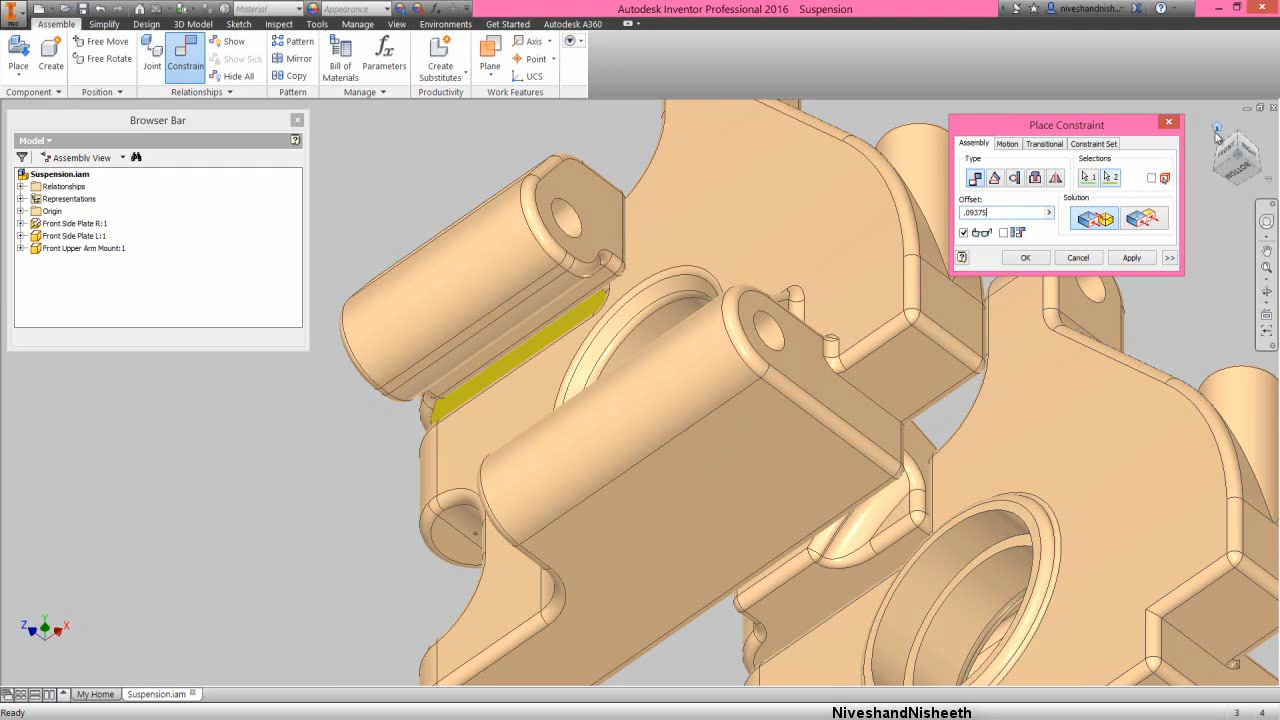 Material
Appearance
Autodesk Inventor Professional 2016 Suspension
niveshandnish...
PRO
Assemble Simplify Design 3D Model Sketch Inspect Tools Manage View Environments Get Started Autodesk A360
Place
Create
Free Move
Free Rotate
Joint
Constrain
Show
Show Sick
Hide All
Pattern
Mirror
Copy
Bill of Materials
Parameters
Create Substitutes
Plane
Axis
Point
UCS
Component Position Relationships Pattern Manage Productivity Work Features
Browser Bar
Model
Assembly View
Suspension.iam
Relationships
Representations
Origin
Front Side Plate R:1
Front Side Plate L:1
Front Upper Arm Mount:1
Place Constraint
Assembly Motion Transitional Constraint Set
Type Selections
1 2
Offset: Solution
.09375
OK Cancel Apply >>
Z Y X
My Home Suspension.iam
Ready NiveshandNisheeth 3 4